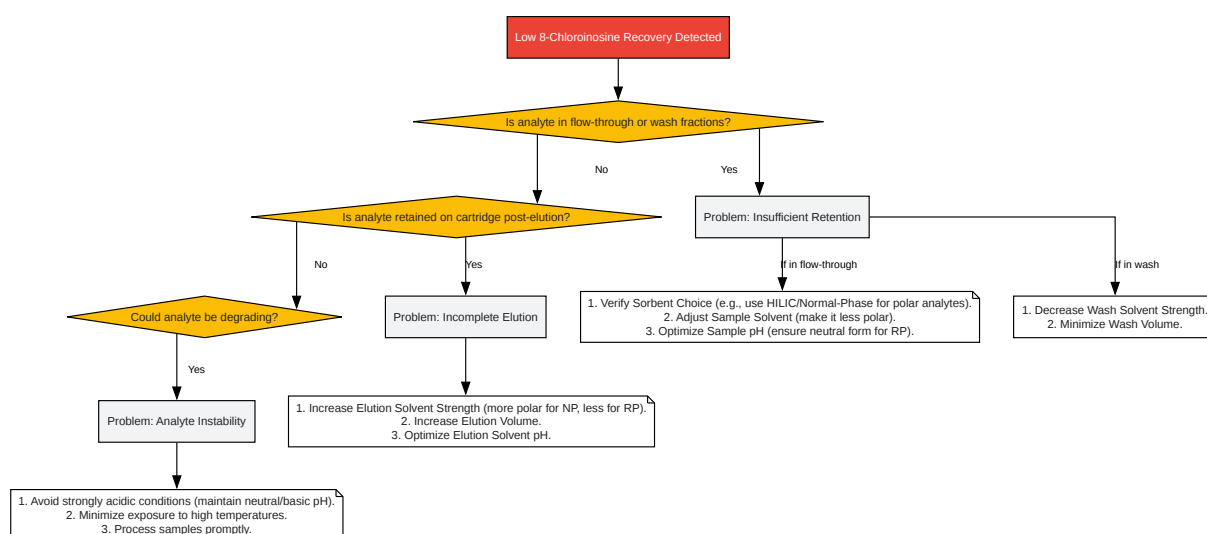 Low 8-Chloroinosine Recovery Detected
Is analyte in flow-through or wash fractions?
No
Yes
Is analyte retained on cartridge post-elution?
Problem: Insufficient Retention
No
Yes
If in flow-through
If in wash
Could analyte be degrading?
Problem: Incomplete Elution
1. Verify Sorbent Choice (e.g., use HILIC/Normal-Phase for polar analytes).
2. Adjust Sample Solvent (make it less polar).
3. Optimize Sample pH (ensure neutral form for RP).
1. Decrease Wash Solvent Strength.
2. Minimize Wash Volume.
Yes
Problem: Analyte Instability
1. Increase Elution Solvent Strength (more polar for NP, less for RP).
2. Increase Elution Volume.
3. Optimize Elution Solvent pH.
1. Avoid strongly acidic conditions (maintain neutral/basic pH).
2. Minimize exposure to high temperatures.
3. Process samples promptly.